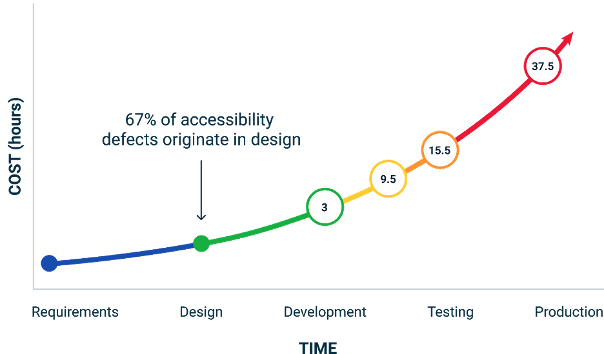 COST (hours)
67% of accessibility
defects originate in design
37.5
15.5
9.5
3
Requirements
Design
Development
Testing
Production
TIME